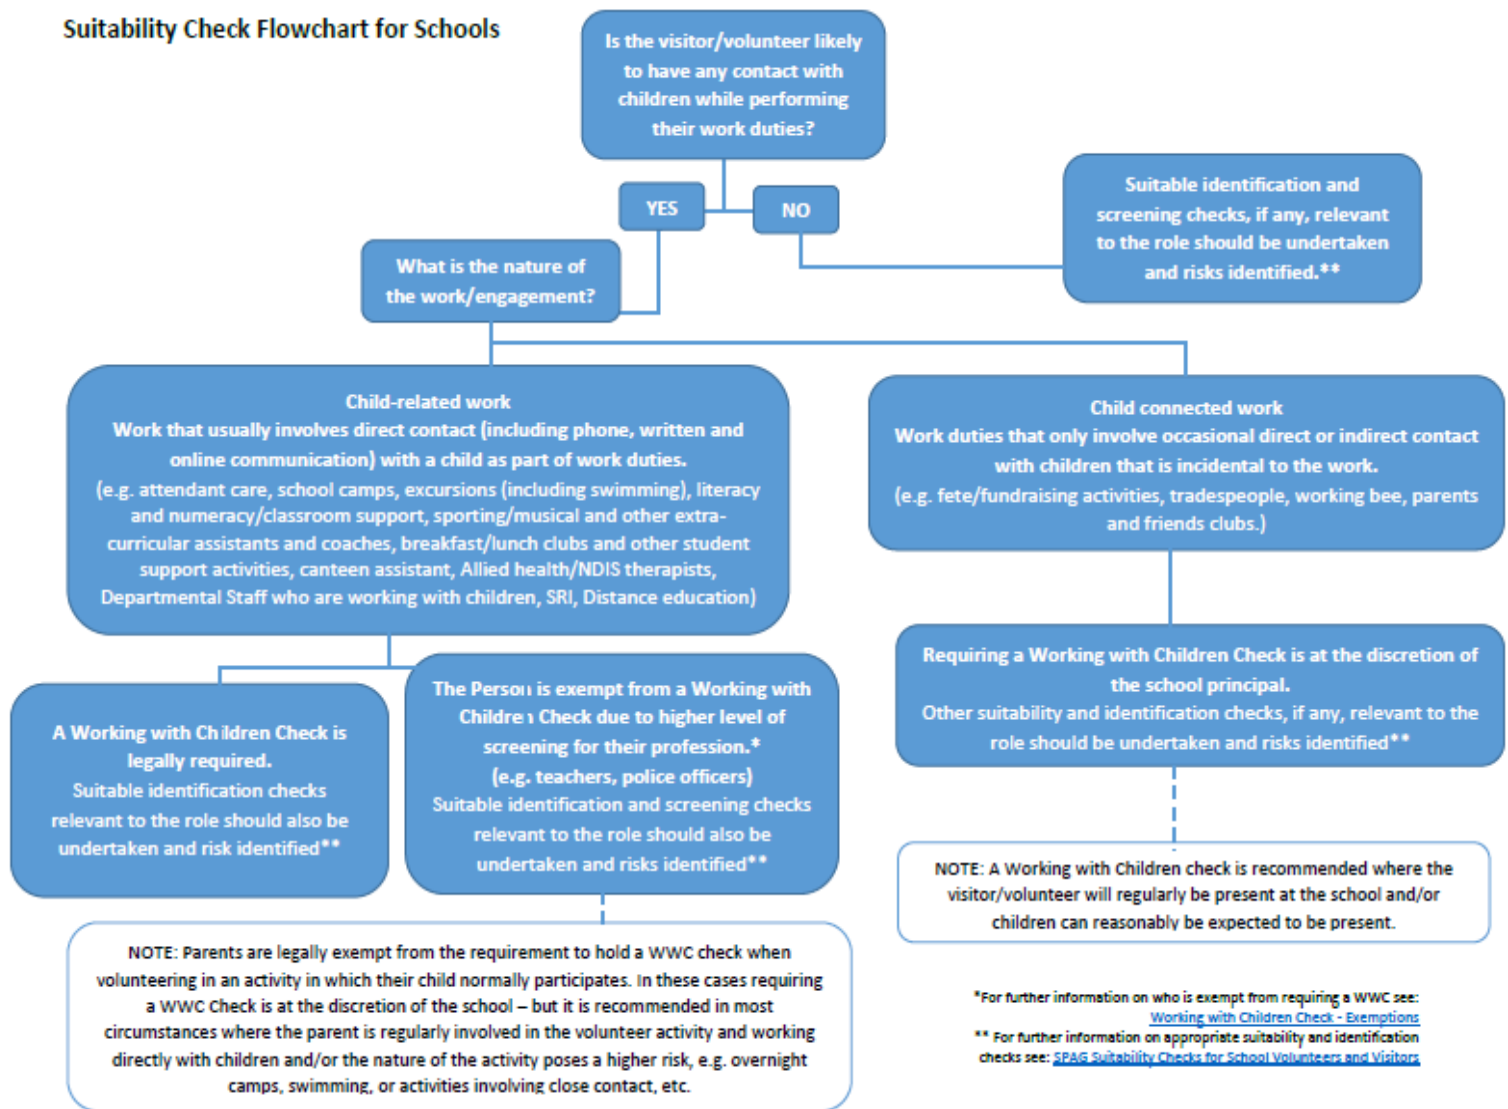 Suitability Check Flowchart for Schools
Is the visitor/volunteer likely
to have any contact with
children while performing
their work duties?
YES
NO
Suitable identification and
screening checks, if any, relevant
to the role should be undertaken
and risks identified.**
What is the nature of
the work/engagement?
Child-related work
Work that usually involves direct contact (including phone, written and
online communication) with a child as part of work duties.
(e.g. attendant care, school camps, excursions (including swimming), literacy
and numeracy/classroom support, sporting/musical and other extra-
curricular assistants and coaches, breakfast/lunch clubs and other student
support activities, canteen assistant, Allied health/NDIS therapists,
Departmental Staff who are working with children, SRI, Distance education)
Child connected work
Work duties that only involve occasional direct or indirect contact
with children that is incidental to the work.
(e.g. fete/fundraising activities, tradespeople, working bee, parents
and friends clubs.)
A Working with Children Check is
legally required.
Suitable identification checks
relevant to the role should also be
undertaken and risk identified**
The Person is exempt from a Working with
Children Check due to higher level of
screening for their profession.*
(e.g. teachers, police officers)
Suitable identification and screening checks
relevant to the role should also be
undertaken and risks identified**
Requiring a Working with Children Check is at the discretion of
the school principal.
Other suitability and identification checks, if any, relevant to the
role should be undertaken and risks identified**
NOTE: A Working with Children check is recommended where the
visitor/volunteer will regularly be present at the school and/or
children can reasonably be expected to be present.
NOTE: Parents are legally exempt from the requirement to hold a WWC check when
volunteering in an activity in which their child normally participates. In these cases requiring
a WWC Check is at the discretion of the school – but it is recommended in most
circumstances where the parent is regularly involved in the volunteer activity and working
directly with children and/or the nature of the activity poses a higher risk, e.g. overnight
camps, swimming, or activities involving close contact, etc.
*For further information on who is exempt from requiring a WWC see:
Working with Children Check - Exemptions
** For further information on appropriate suitability and identification
checks see: SPAG Suitability Checks for School Volunteers and Visitors